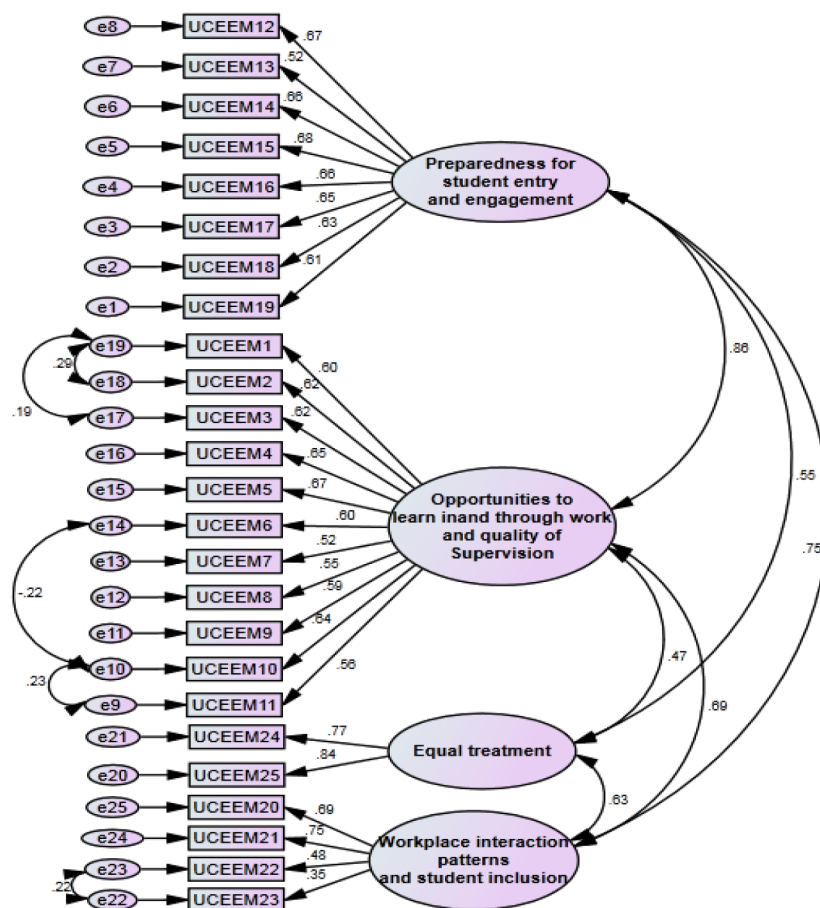 e8 UCEEM12
.67
e7 UCEEM13
.52
e6 UCEEM14
.66
e5 UCEEM15
.68
e4 UCEEM16
.66
e3 UCEEM17
.65
e2 UCEEM18
.63
e1 UCEEM19
.61
Preparedness for
student entry
and engagement
e19 UCEEM1
.60
.29
e18 UCEEM2
.62
.19
e17 UCEEM3
.62
e16 UCEEM4
.65
e15 UCEEM5
.67
e14 UCEEM6
.60
e13 UCEEM7
.52
e12 UCEEM8
.55
-.22
e11 UCEEM9
.59
e10 UCEEM10
.64
.23
e9 UCEEM11
.56
Opportunities to
learn inand through work
and quality of
Supervision
.86
.55
.75
.47
.69
e21 UCEEM24
.77
e20 UCEEM25
.84
Equal treatment
.63
e25 UCEEM20
.69
e24 UCEEM21
.75
e23 UCEEM22
.48
.22
e22 UCEEM23
.35
Workplace interaction
patterns
and student inclusion